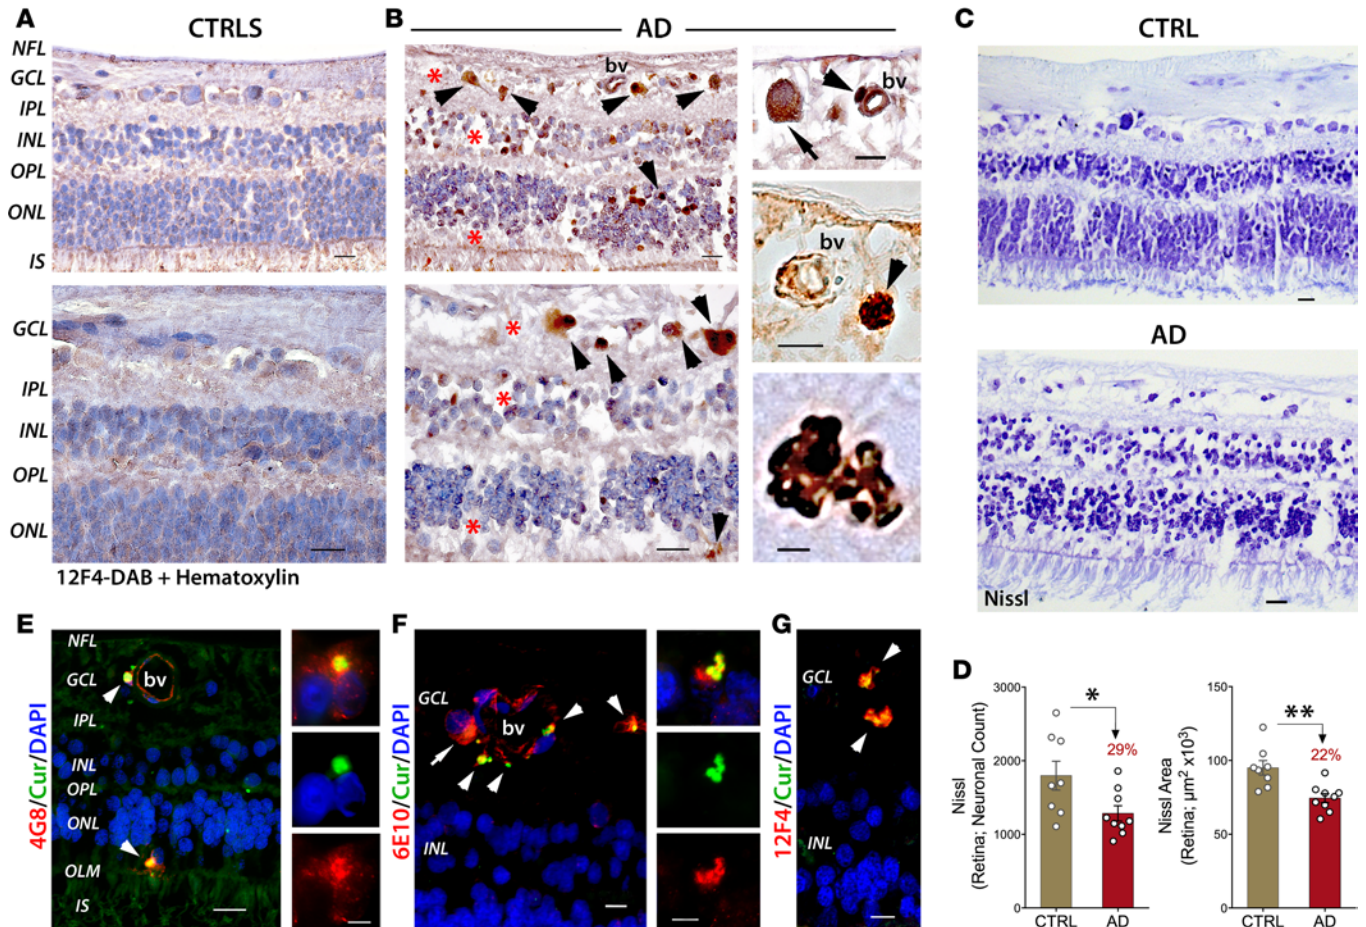 A
CTRLS
NFL
GCL
IPL
INL
OPL
ONL
IS
GCL
IPL
INL
OPL
ONL
12F4-DAB + Hematoxylin
B
AD
*
bv
*
*
*
*
*
bv
bv
C
CTRL
AD
Nissl
E
4G8/Cur/DAPI
NFL
GCL
bv
IPL
INL
OPL
ONL
OLM
IS
F
6E10/Cur/DAPI
GCL
bv
INL
G
12F4/Cur/DAPI
GCL
INL
D
Nissl
(Retina; Neuronal Count)
3000
2000
1000
0
*
29%
CTRL
AD
Nissl Area
(Retina; µm² x10³)
150
100
50
0
**
22%
CTRL
AD